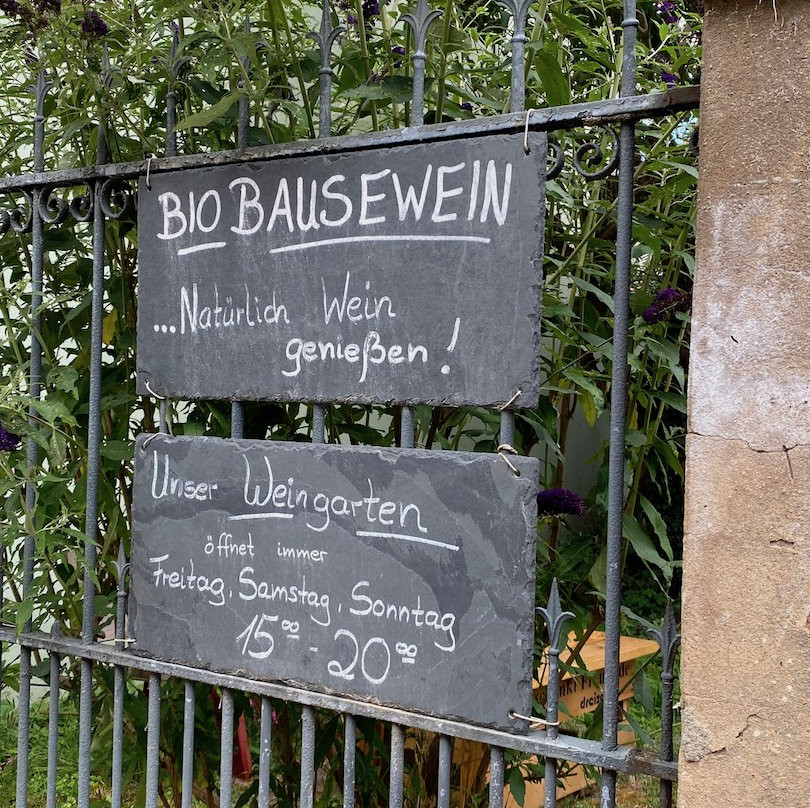 BIO BAUSEWEIN
...Natürlich Wein
genießen!
Unser Weingarten
öffnet immer
Freitag, Samstag, Sonntag
15⁰⁰ - 20⁰⁰